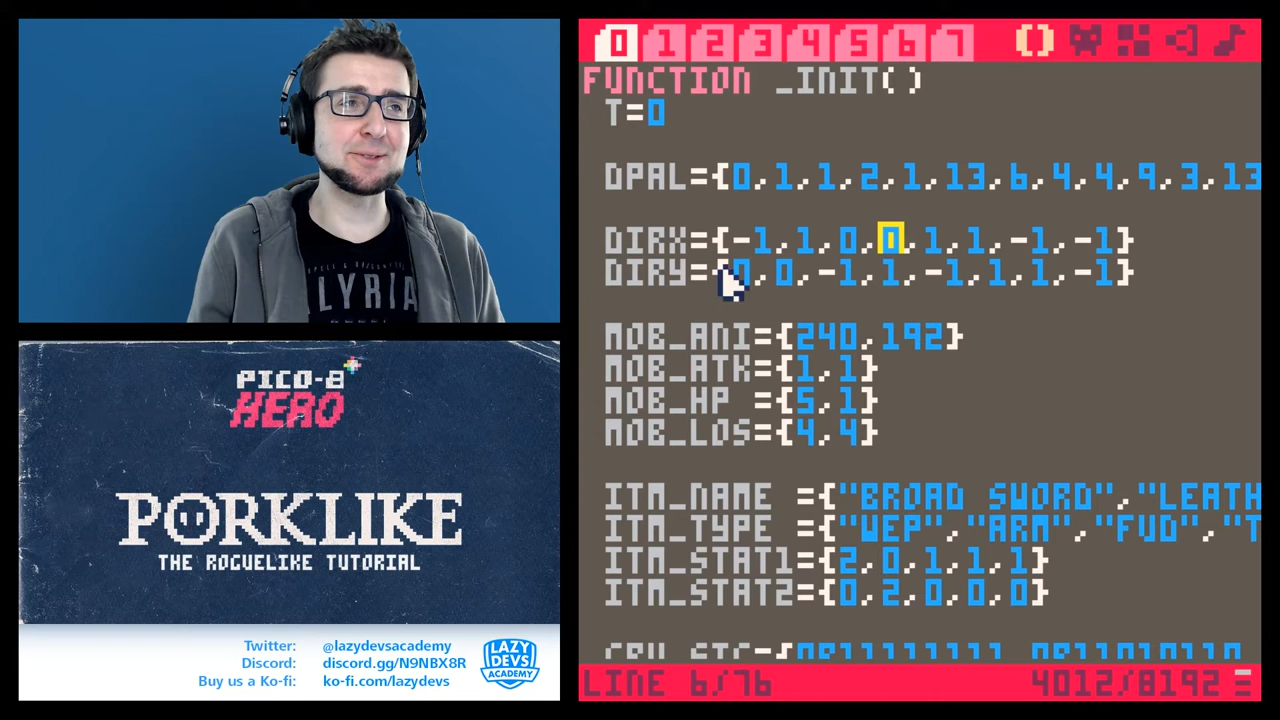 LYRIA
PICO-8
HERO
PORKLIKE
THE ROGUELIKE TUTORIAL
Twitter: @lazydevsacademy
Discord: discord.gg/N9NBX8R
Buy us a Ko-fi: ko-fi.com/lazydevs
LAZY
DEVS
ACADEMY
0 1 2 3 4 5 6 7 ()
FUNCTION _INIT()
T=0
DPAL={0,1,1,2,1,13,6,4,4,9,3,13
DIRX={-1,1,0,0,1,1,-1,-1}
DIRY={0,0,-1,1,-1,1,1,-1}
MOB_ANI={240,192}
MOB_ATK={1,1}
MOB_HP ={5,1}
MOB_LOS={4,4}
ITM_NAME ={"BROAD SWORD","LEATH
ITM_TYPE ={"WEP","ARM","FUD","T
ITM_STAT1={2,0,1,1,1}
ITM_STAT2={0,2,0,0,0}
LINE 6/76
4012/8192